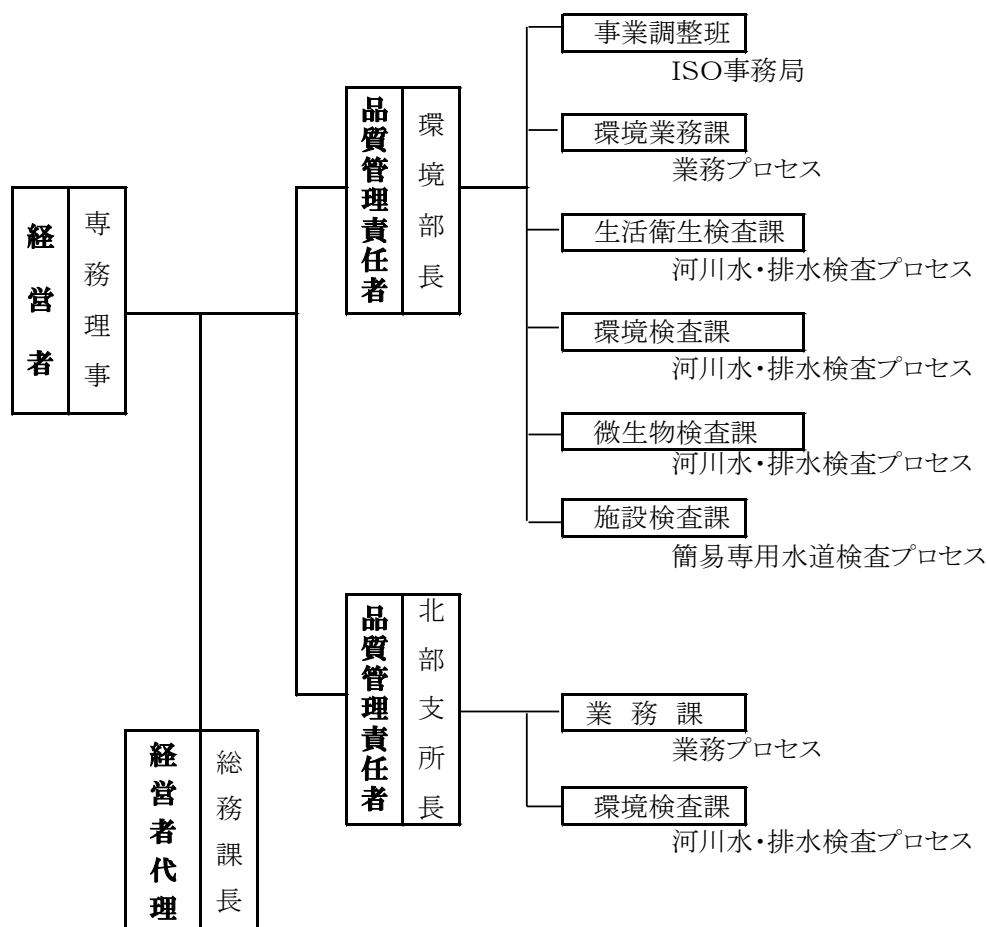 経営者
専務理事
経営者代理
総務課長
品質管理責任者
環境部長
事業調整班
ISO事務局
環境業務課
業務プロセス
生活衛生検査課
河川水・排水検査プロセス
環境検査課
河川水・排水検査プロセス
微生物検査課
河川水・排水検査プロセス
施設検査課
簡易専用水道検査プロセス
品質管理責任者
北部支所長
業務課
業務プロセス
環境検査課
河川水・排水検査プロセス